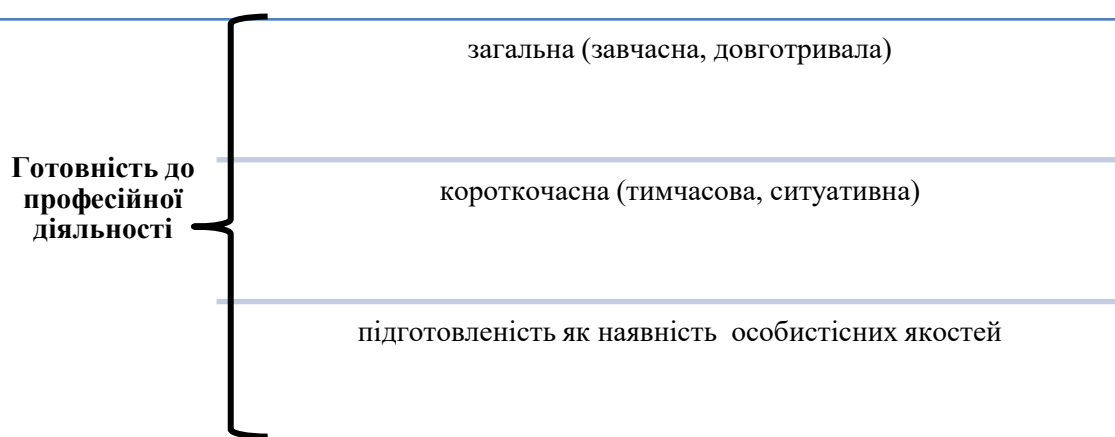 загальна (завчасна, довготривала)
Готовність до
професійної
діяльності
короткочасна (тимчасова, ситуативна)
підготовленість як наявність особистісних якостей